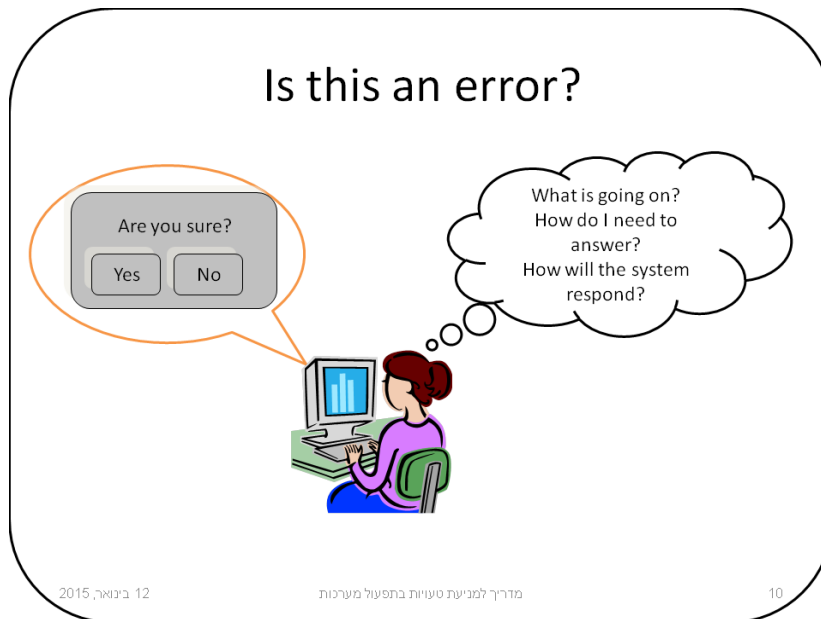 Is this an error?
Are you sure?
Yes
No
What is going on?
How do I need to
answer?
How will the system
respond?
12 בינואר, 2015
מדריך למניעת טעויות בתפעול מערכות
10